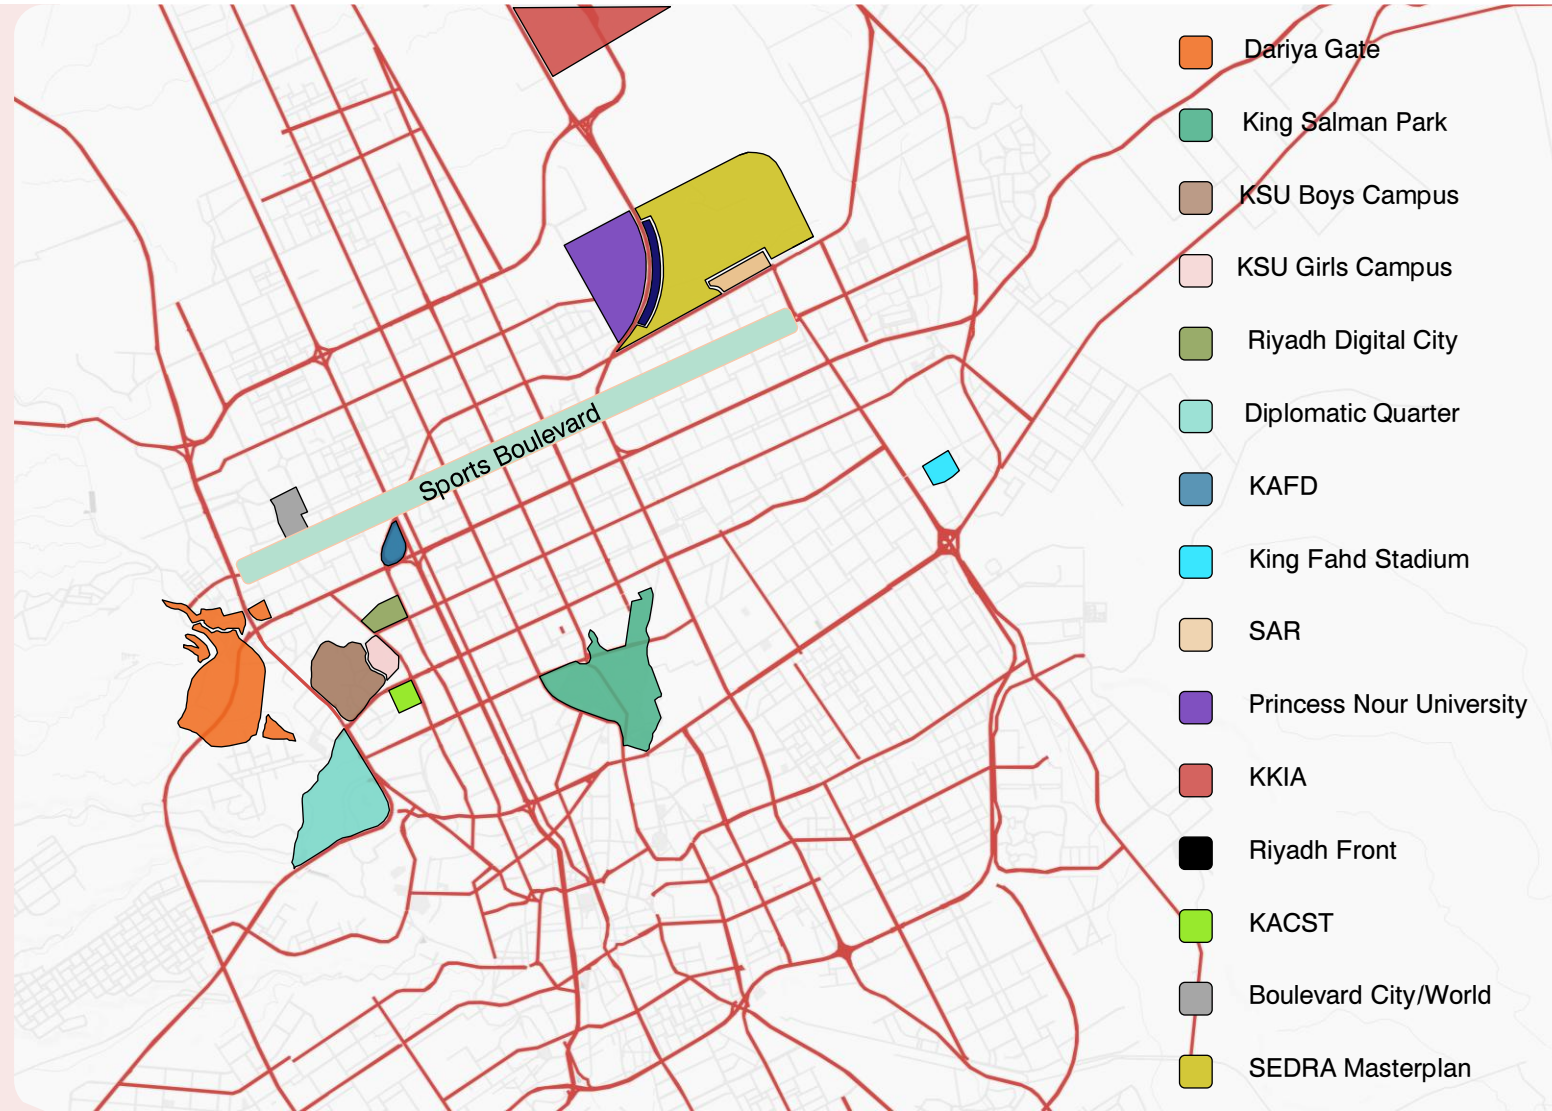 Dariya Gate
King Salman Park
KSU Boys Campus
KSU Girls Campus
Riyadh Digital City
Diplomatic Quarter
KAFD
King Fahd Stadium
SAR
Princess Nour University
KKIA
Riyadh Front
KACST
Boulevard City/World
SEDRA Masterplan
Sports Boulevard